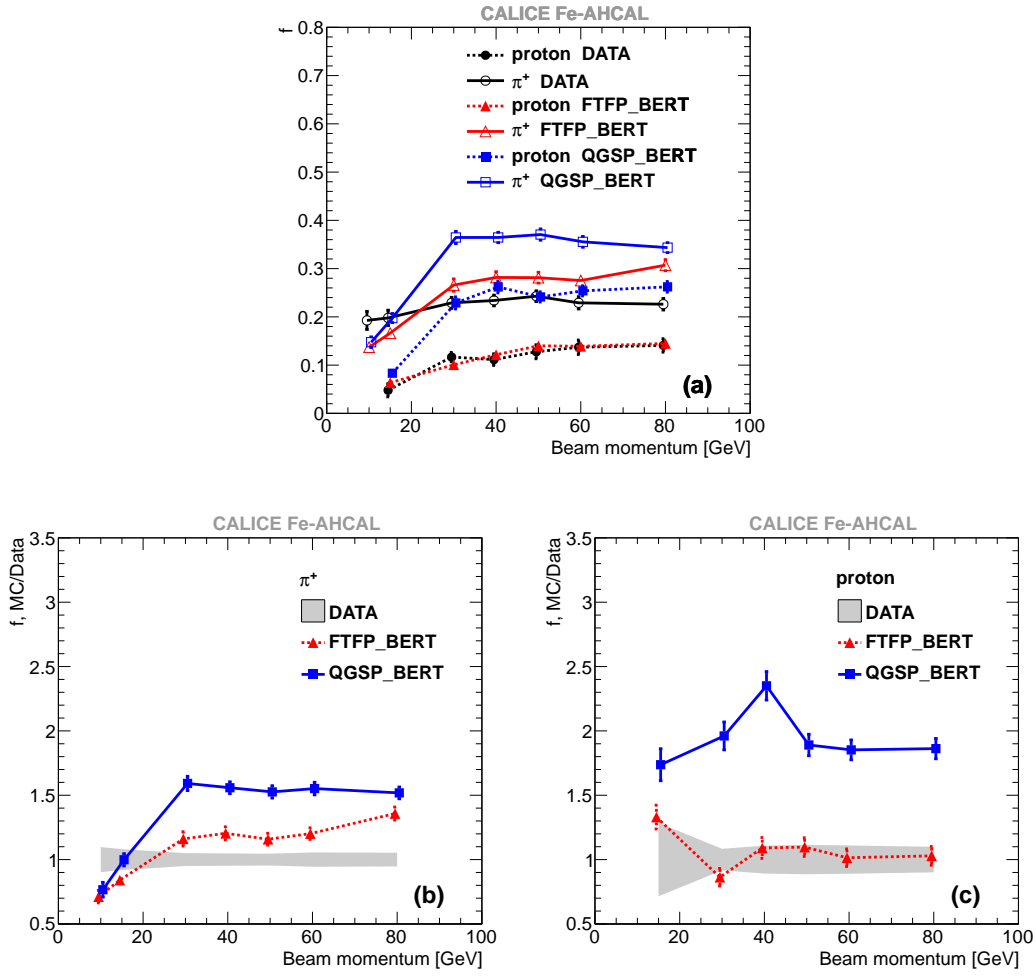 CALICE Fe-AHCAL
f
0.8
0.7
0.6
0.5
0.4
0.3
0.2
0.1
0
proton DATA
π⁺ DATA
proton FTFP_BERT
π⁺ FTFP_BERT
proton QGSP_BERT
π⁺ QGSP_BERT
(a)
0 20 40 60 80 100
Beam momentum [GeV]
CALICE Fe-AHCAL
f, MC/Data
3.5
3
2.5
2
1.5
1
0.5
π⁺
DATA
FTFP_BERT
QGSP_BERT
(b)
0 20 40 60 80 100
Beam momentum [GeV]
CALICE Fe-AHCAL
f, MC/Data
3.5
3
2.5
2
1.5
1
0.5
proton
DATA
FTFP_BERT
QGSP_BERT
(c)
0 20 40 60 80 100
Beam momentum [GeV]